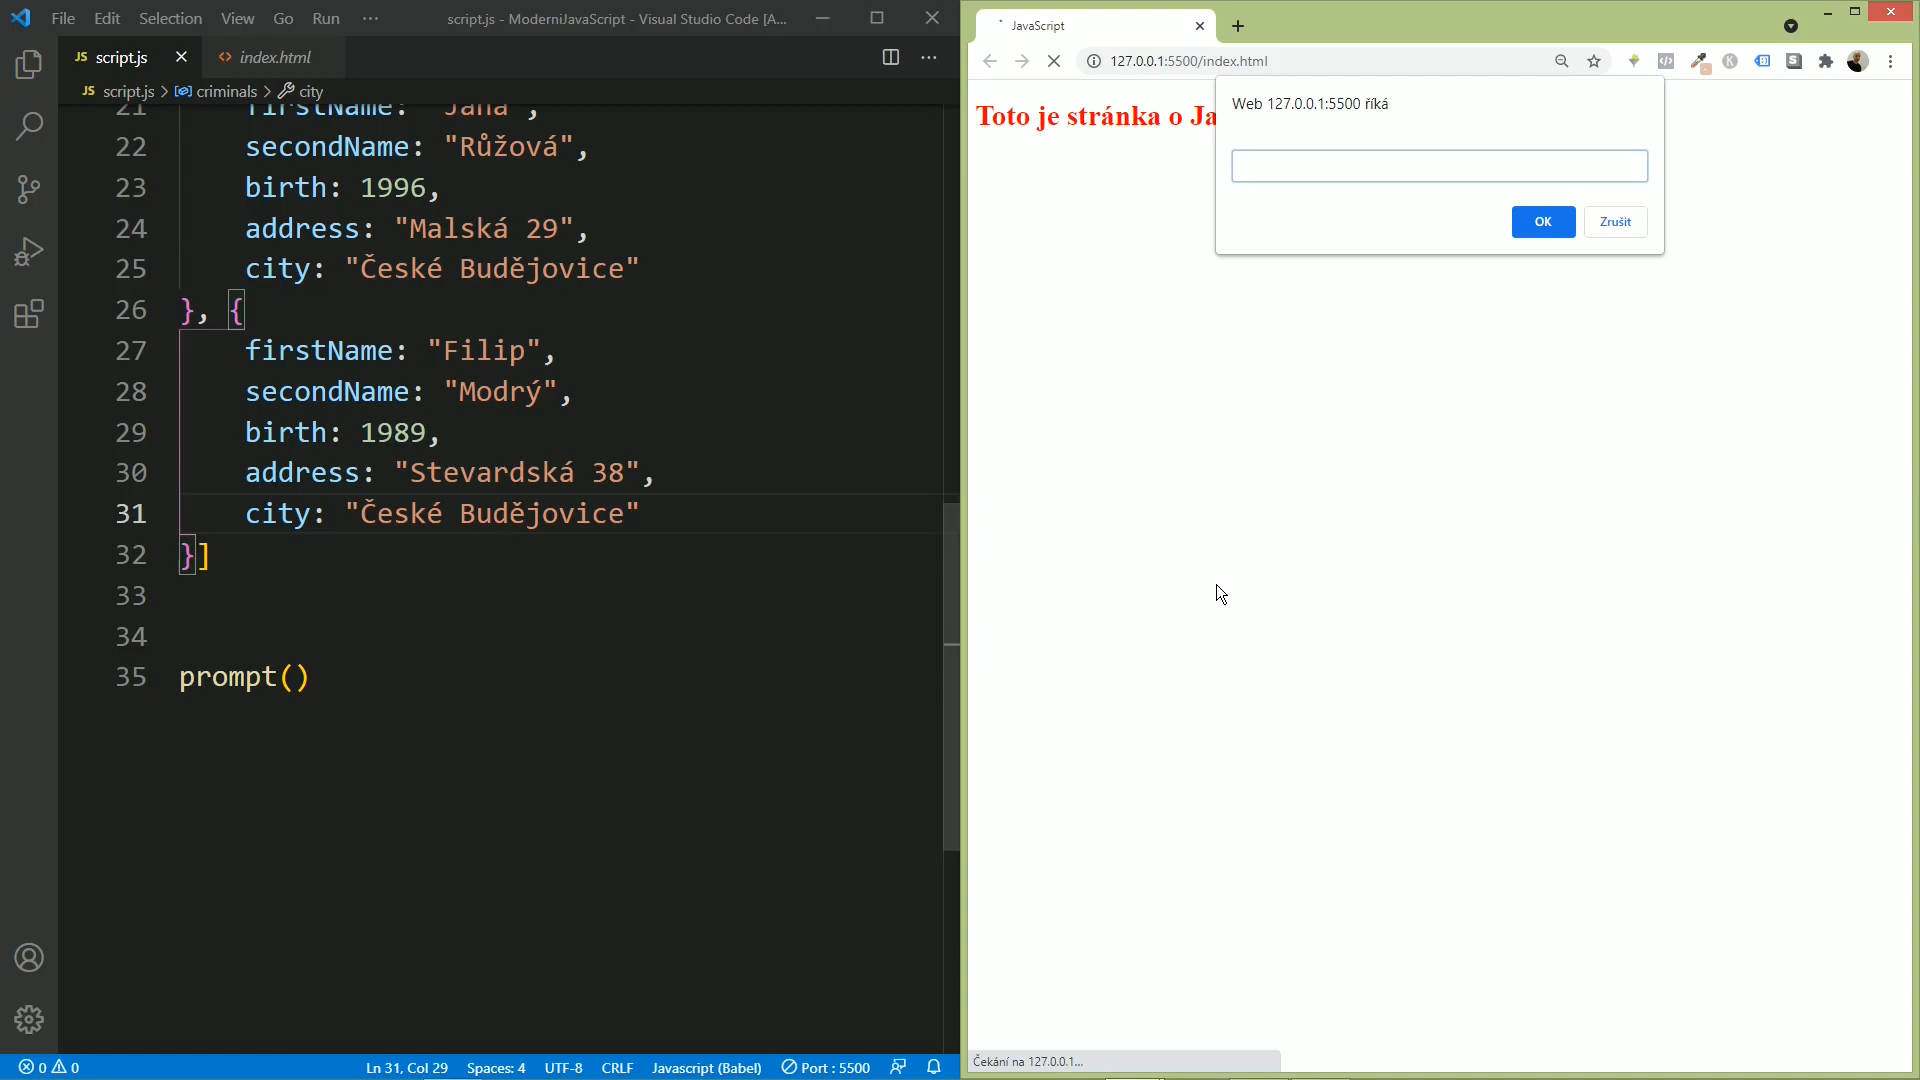 File Edit Selection View Go Run ··· script.js - ModerniJavaScript - Visual Studio Code [A...
JS script.js index.html
JS script.js > criminals > city
21 firstName: "Jana",
22 secondName: "Růžová",
23 birth: 1996,
24 address: "Malská 29",
25 city: "České Budějovice"
26 }, {
27 firstName: "Filip",
28 secondName: "Modrý",
29 birth: 1989,
30 address: "Stevardská 38",
31 city: "České Budějovice"
32 }]
33
34
35 prompt()
0 0 Ln 31, Col 29 Spaces: 4 UTF-8 CRLF Javascript (Babel) Port : 5500
JavaScript
127.0.0.1:5500/index.html
Toto je stránka o Ja
Web 127.0.0.1:5500 říká
OK Zrušit
Čekání na 127.0.0.1...